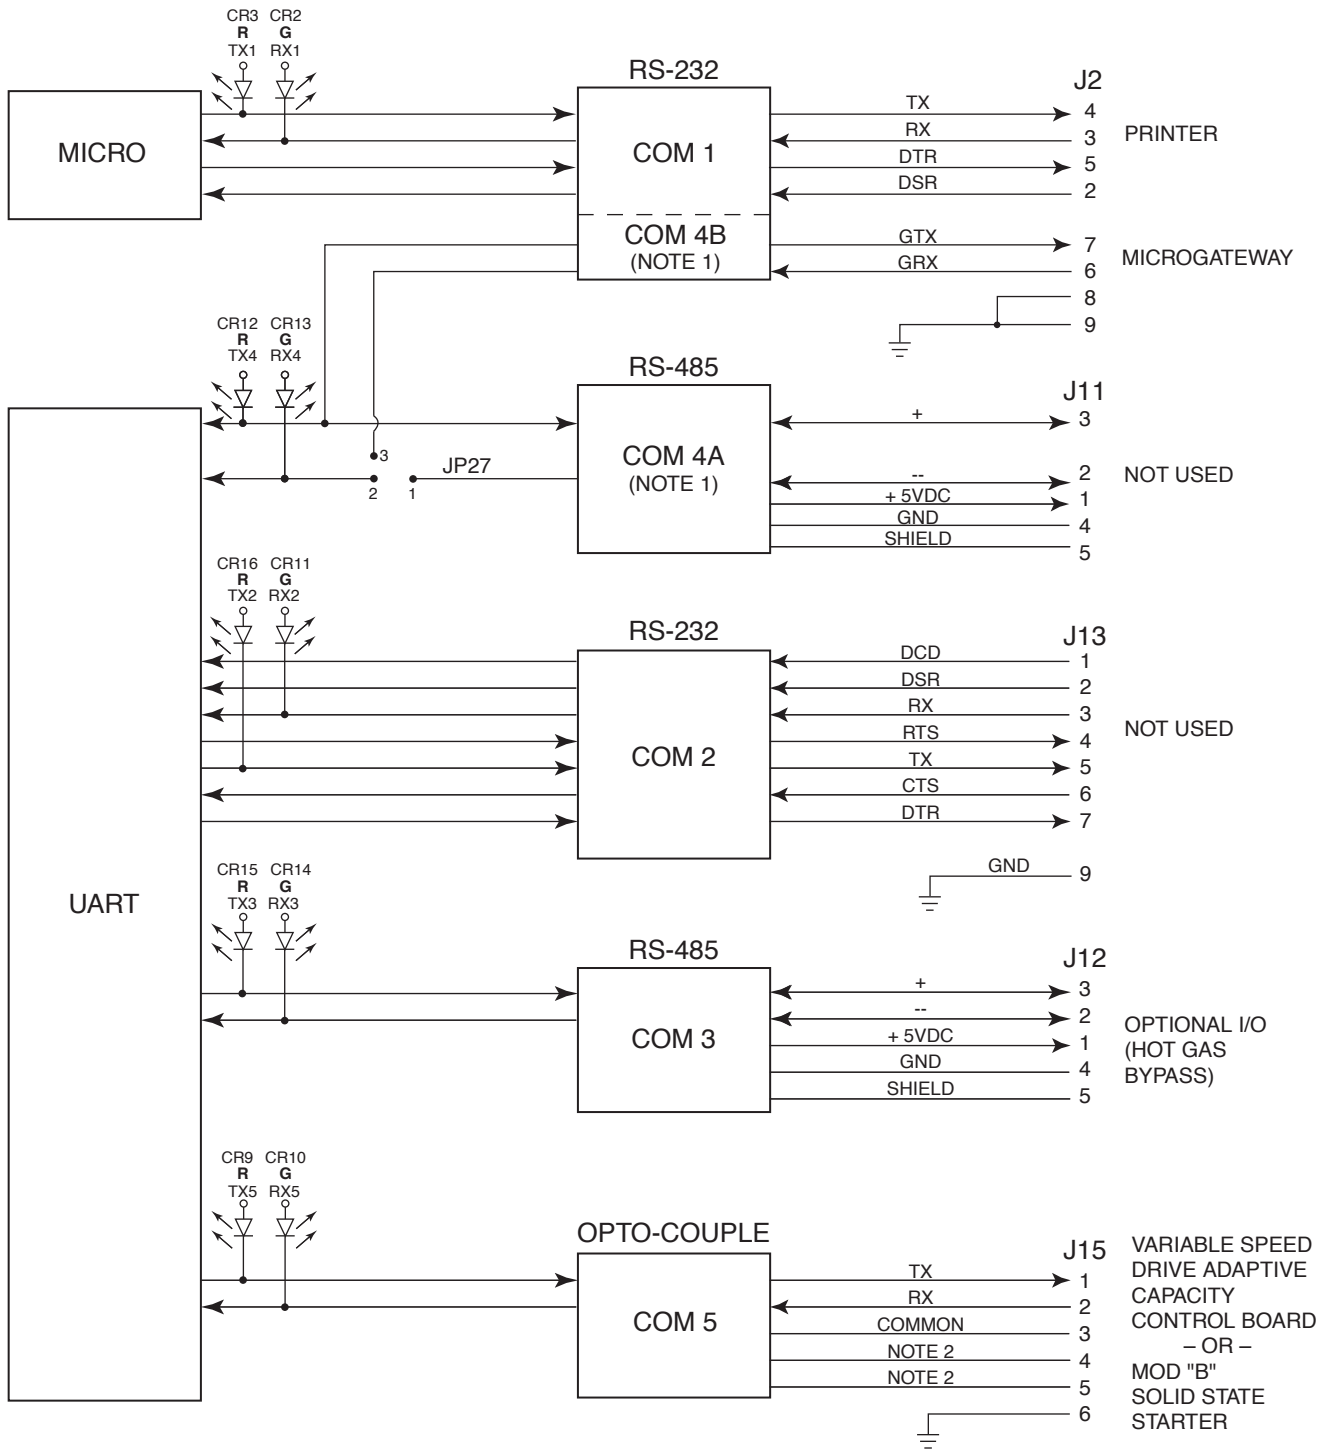 CR3 CR2
R G
TX1 RX1
RS-232
J2
MICRO
COM 1
TX 4
RX 3
DTR 5
DSR 2
PRINTER
COM 4B
(NOTE 1)
GTX 7
GRX 6
8
9
MICROGATEWAY
CR12 CR13
R G
TX4 RX4
RS-485
J11
+ 3
COM 4A
(NOTE 1)
3
JP27
2 1
-- 2
+ 5VDC 1
GND 4
SHIELD 5
NOT USED
CR16 CR11
R G
TX2 RX2
RS-232
J13
DCD 1
DSR 2
RX 3
RTS 4
TX 5
CTS 6
DTR 7
COM 2
NOT USED
GND 9
UART
CR15 CR14
R G
TX3 RX3
RS-485
J12
+ 3
-- 2
+ 5VDC 1
GND 4
SHIELD 5
COM 3
OPTIONAL I/O
(HOT GAS
BYPASS)
CR9 CR10
R G
TX5 RX5
OPTO-COUPLE
J15
TX 1
RX 2
COMMON 3
NOTE 2 4
NOTE 2 5
6
COM 5
VARIABLE SPEED
DRIVE ADAPTIVE
CAPACITY
CONTROL BOARD
– OR –
MOD "B"
SOLID STATE
STARTER